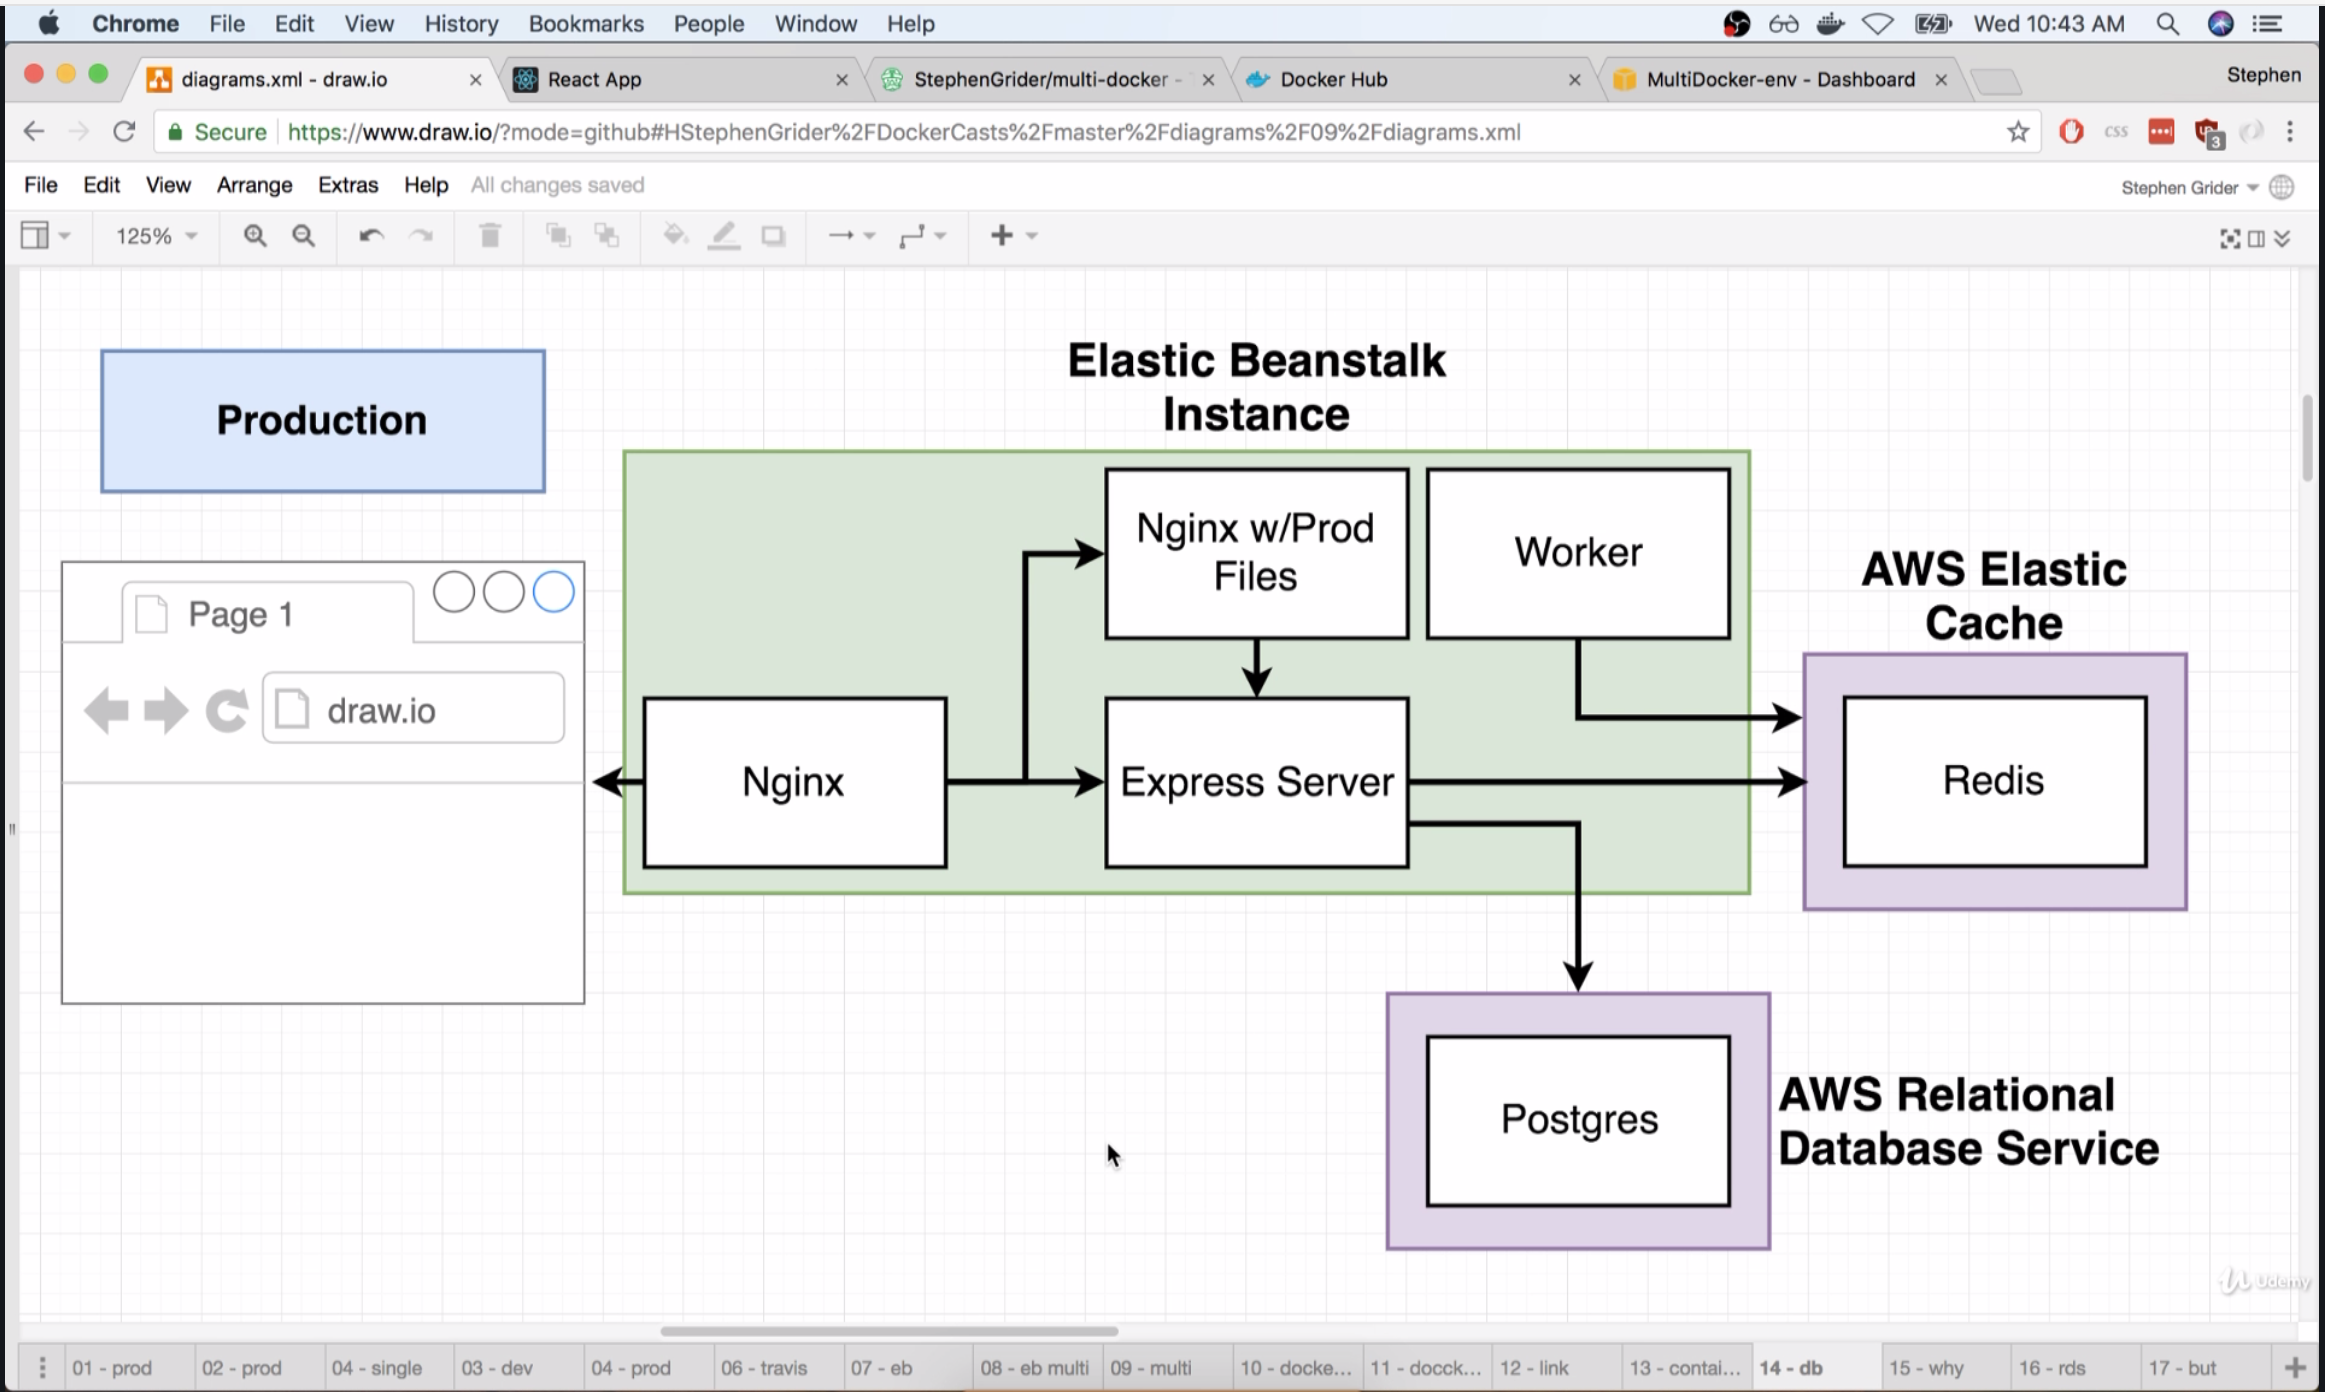 Chrome File Edit View History Bookmarks People Window Help Wed 10:43 AM
diagrams.xml - draw.io React App StephenGrider/multi-docker - Docker Hub MultiDocker-env - Dashboard Stephen
Secure https://www.draw.io/?mode=github#HStephenGrider%2FDockerCasts%2Fmaster%2Fdiagrams%2F09%2Fdiagrams.xml CSS 3
File Edit View Arrange Extras Help All changes saved Stephen Grider
125%
Elastic Beanstalk
Instance
Production
Nginx w/Prod
Files
Worker
AWS Elastic
Cache
Page 1
draw.io
Nginx
Express Server
Redis
Postgres
AWS Relational
Database Service
Udemy
01 - prod 02 - prod 04 - single 03 - dev 04 - prod 06 - travis 07 - eb 08 - eb multi 09 - multi 10 - docke... 11 - docck... 12 - link 13 - contai... 14 - db 15 - why 16 - rds 17 - but